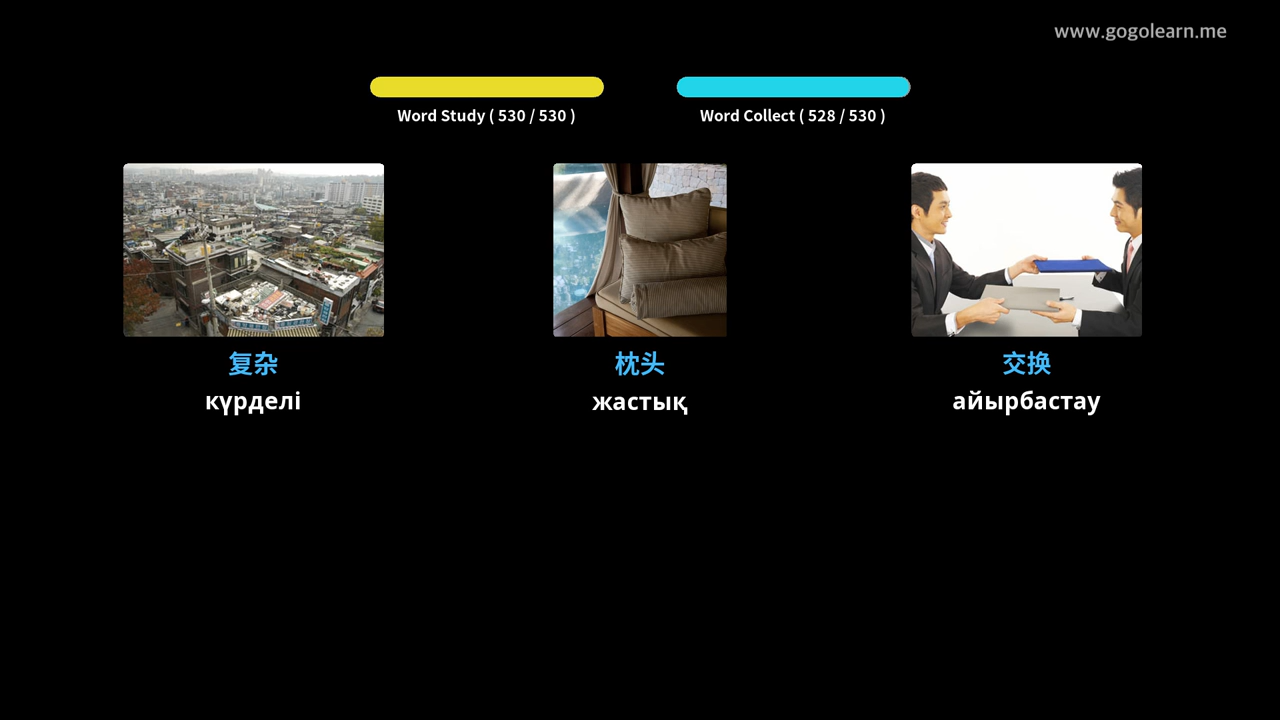 www.gogolearn.me
Word Study ( 530 / 530 )
Word Collect ( 528 / 530 )
复杂
күрделі
枕头
жастық
交换
айырбастау